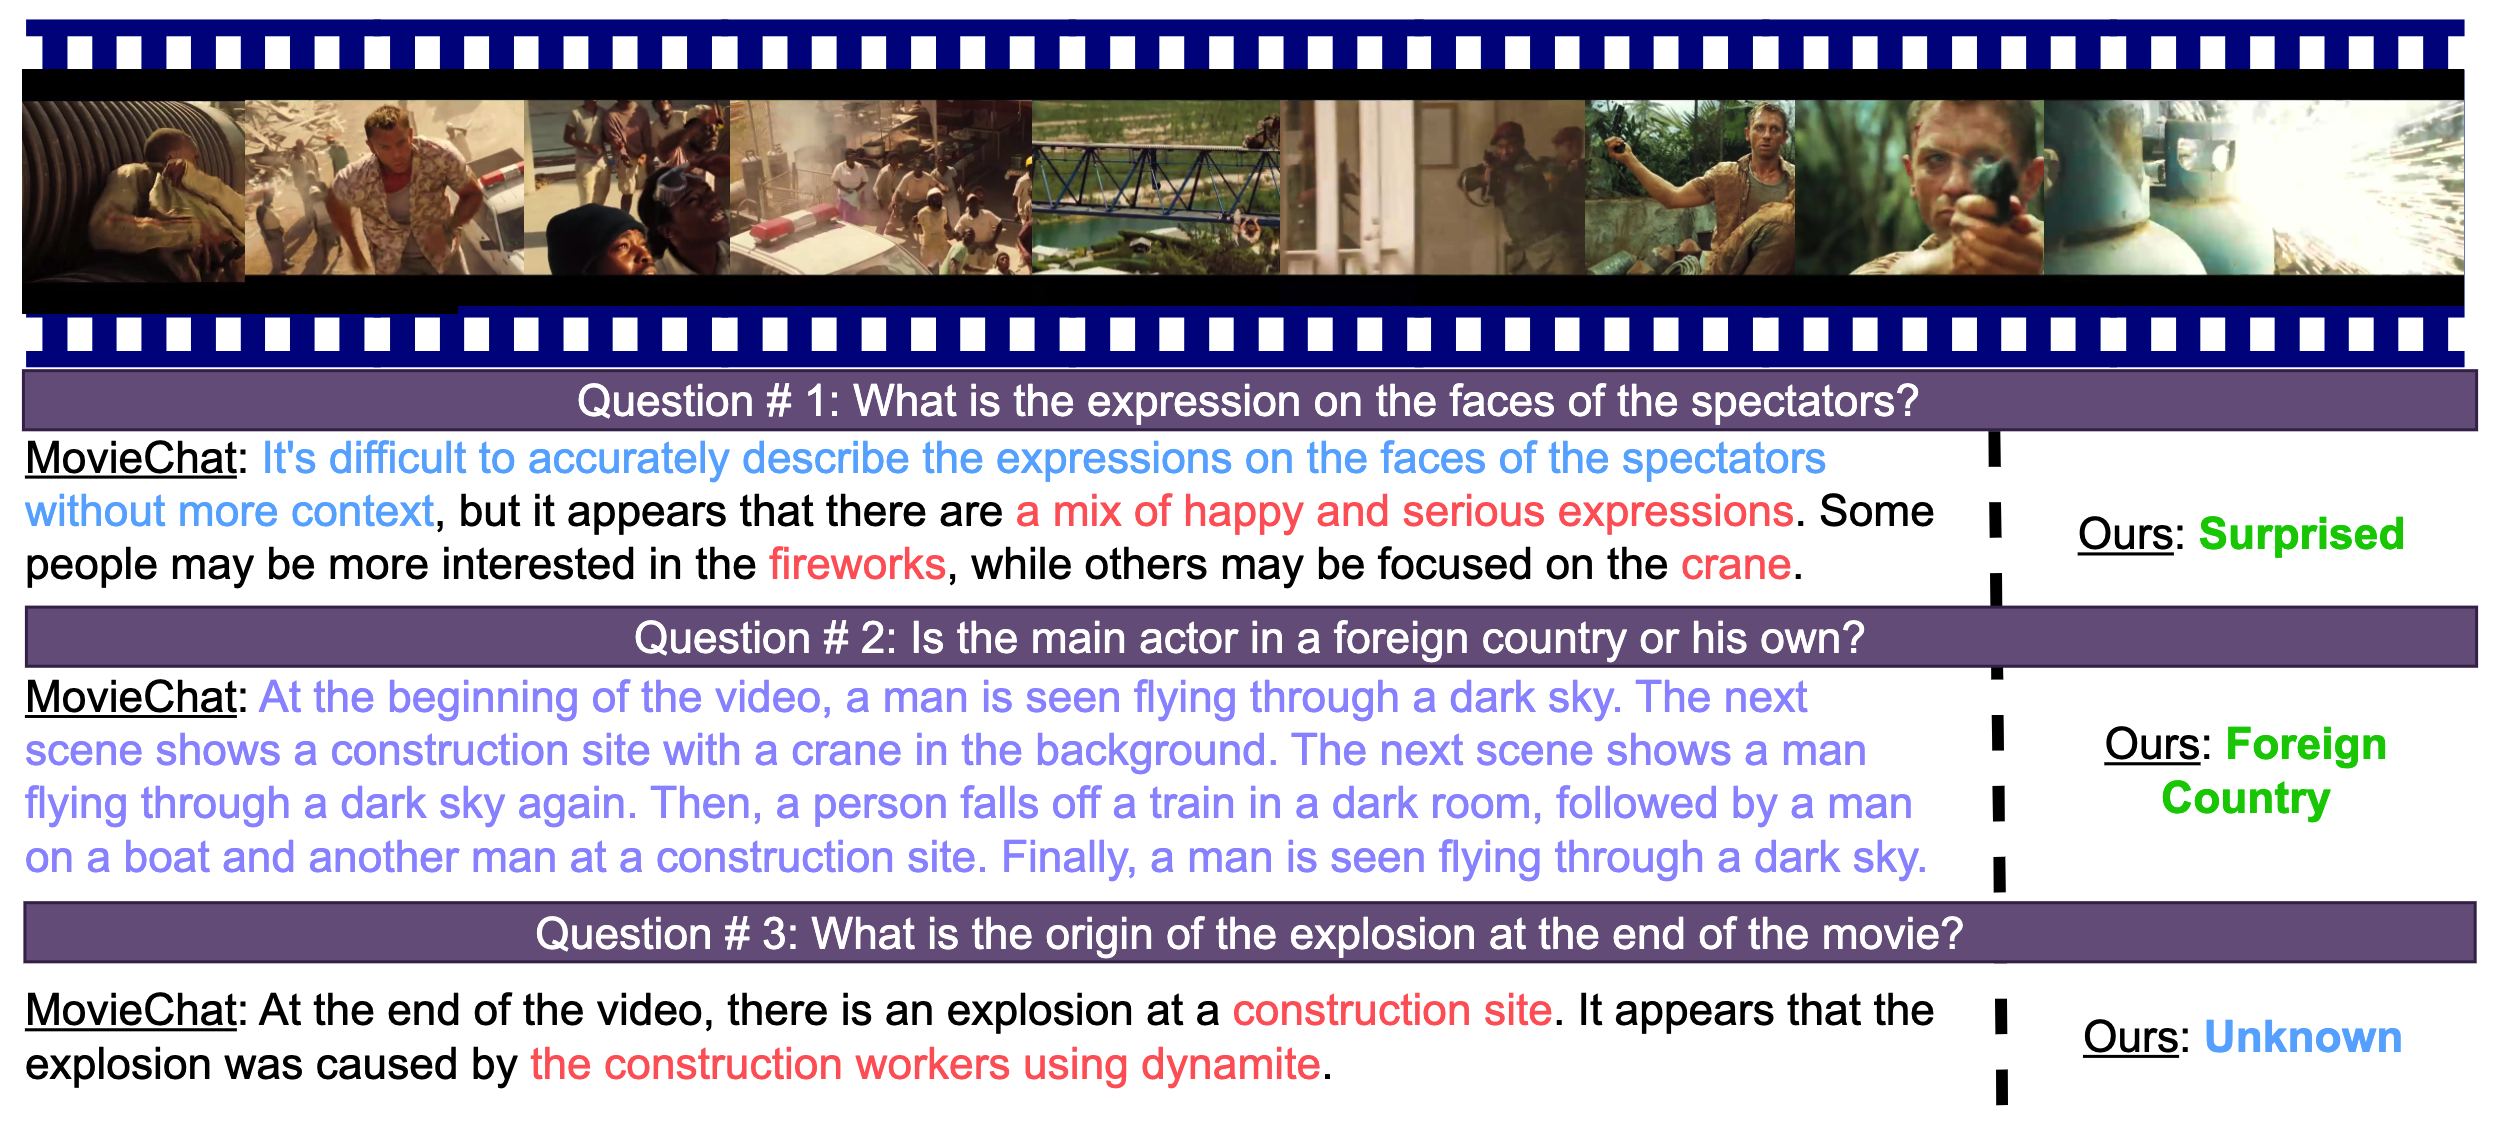 Question # 1: What is the expression on the faces of the spectators?
MovieChat: It's difficult to accurately describe the expressions on the faces of the spectators
without more context, but it appears that there are a mix of happy and serious expressions. Some
people may be more interested in the fireworks, while others may be focused on the crane.
Ours: Surprised
Question # 2: Is the main actor in a foreign country or his own?
MovieChat: At the beginning of the video, a man is seen flying through a dark sky. The next
scene shows a construction site with a crane in the background. The next scene shows a man
flying through a dark sky again. Then, a person falls off a train in a dark room, followed by a man
on a boat and another man at a construction site. Finally, a man is seen flying through a dark sky.
Ours: Foreign
Country
Question # 3: What is the origin of the explosion at the end of the movie?
MovieChat: At the end of the video, there is an explosion at a construction site. It appears that the
explosion was caused by the construction workers using dynamite.
Ours: Unknown